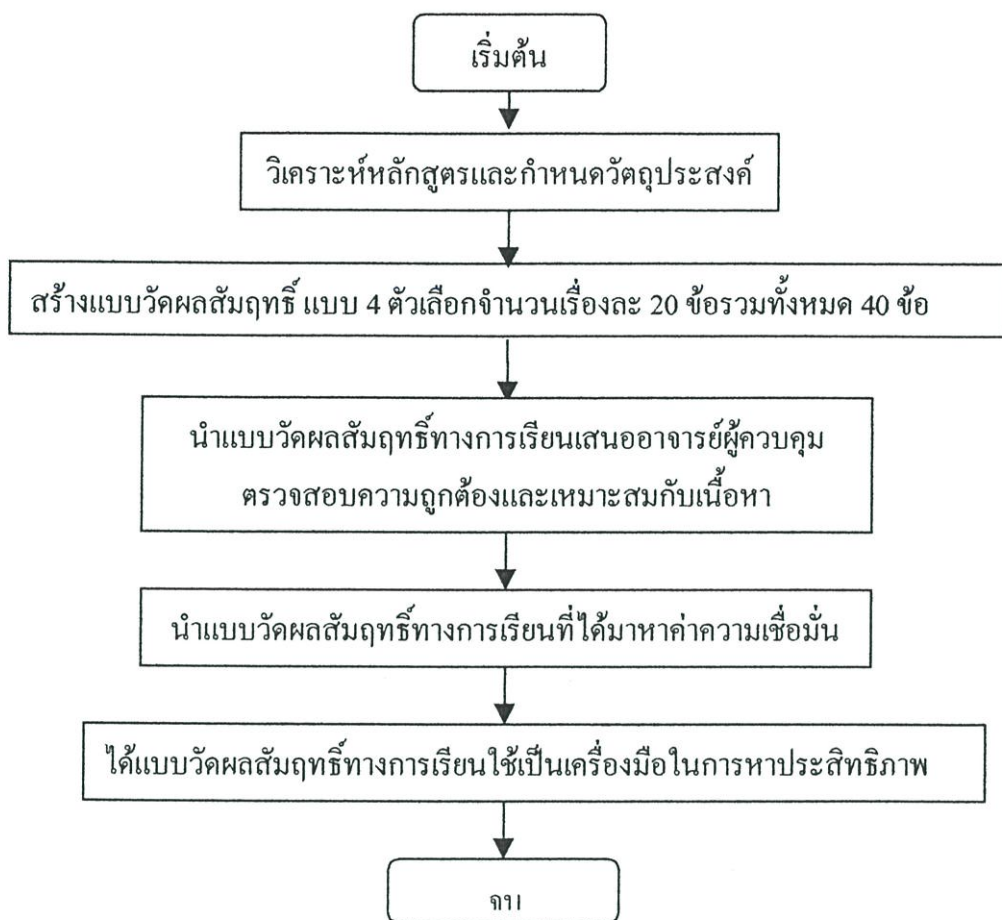 เริ่มต้น
วิเคราะห์หลักสูตรและกำหนดวัตถุประสงค์
สร้างแบบวัดผลสัมฤทธิ์ แบบ 4 ตัวเลือกจำนวนเรื่องละ 20 ข้อรวมทั้งหมด 40 ข้อ
นำแบบวัดผลสัมฤทธิ์ทางการเรียนเสนออาจารย์ผู้ควบคุม
ตรวจสอบความถูกต้องและเหมาะสมกับเนื้อหา
นำแบบวัดผลสัมฤทธิ์ทางการเรียนที่ได้มาหาค่าความเชื่อมั่น
ได้แบบวัดผลสัมฤทธิ์ทางการเรียนใช้เป็นเครื่องมือในการหาประสิทธิภาพ
จบ